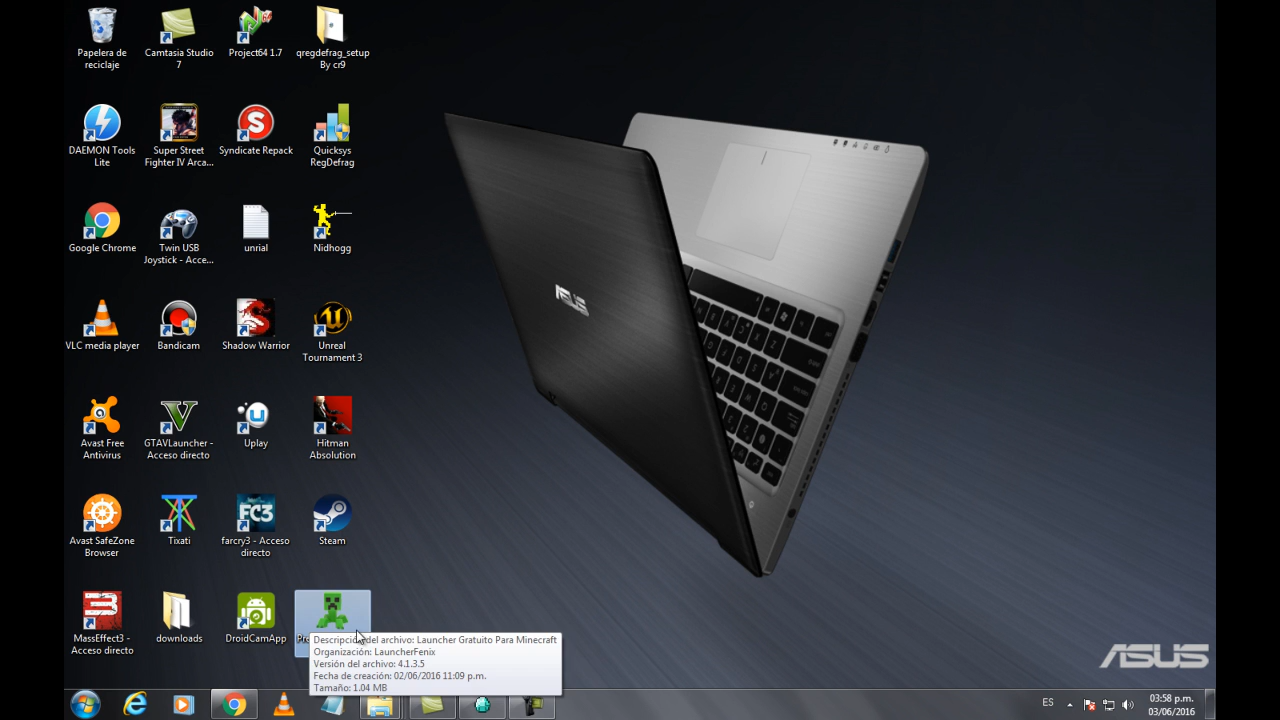 Papelera de
reciclaje
Camtasia Studio
7
Project64 1.7
qregdefrag_setup
By cr9
DAEMON Tools
Lite
Super Street
Fighter IV Arca...
Syndicate Repack
Quicksys
RegDefrag
Google Chrome
Twin USB
Joystick - Acce...
unrial
Nidhogg
VLC media player
Bandicam
Shadow Warrior
Unreal
Tournament 3
Avast Free
Antivirus
GTAVLauncher -
Acceso directo
Uplay
Hitman
Absolution
Avast SafeZone
Browser
Tixati
FC3
farcry3 - Acceso
directo
Steam
MassEffect3 -
Acceso directo
downloads
DroidCamApp
Descripción del archivo: Launcher Gratuito Para Minecraft
Organización: LauncherFenix
Versión del archivo: 4.1.3.5
Fecha de creación: 02/06/2016 11:09 p.m.
Tamaño: 1.04 MB
ASUS
ASUS
ES
03:58 p.m.
03/06/2016